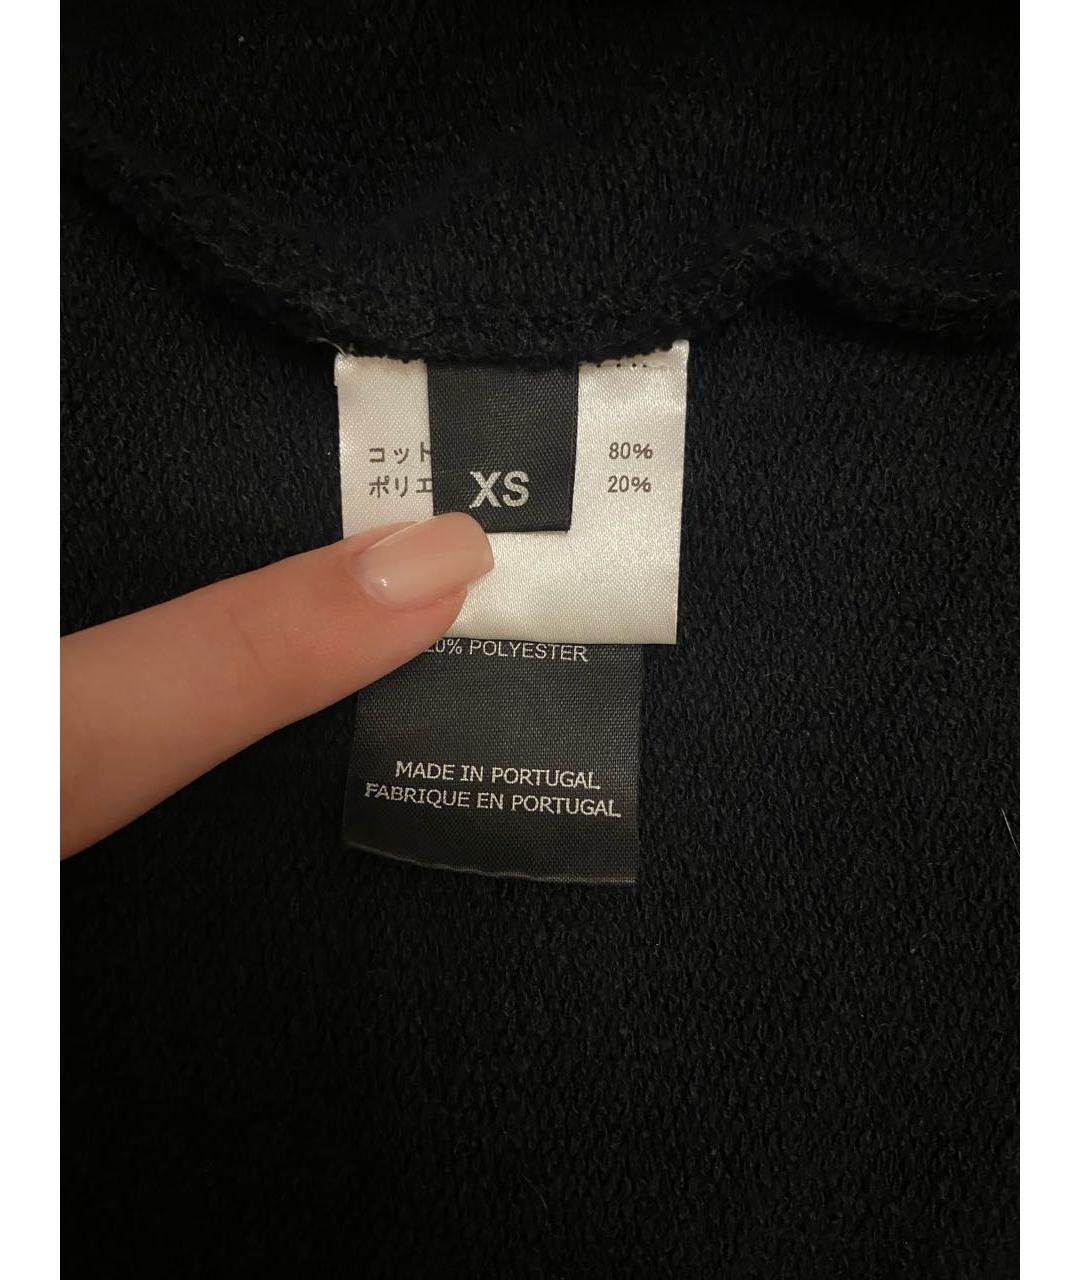 コット 80%
ポリエ 20%
XS
20% POLYESTER
MADE IN PORTUGAL
FABRIQUE EN PORTUGAL